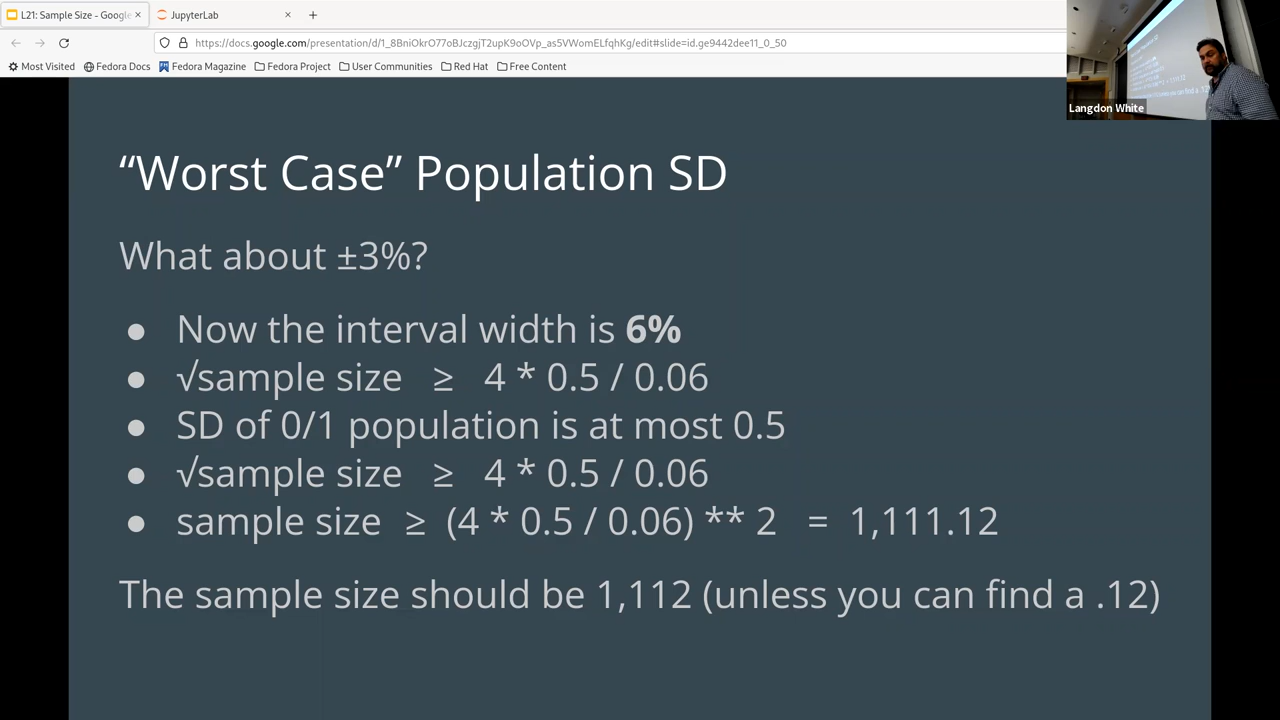 L21: Sample Size - Google
JupyterLab
https://docs.google.com/presentation/d/1_8BniOkrO77oBJczgjT2upK9oOVp_as5VWomELfqhKg/edit#slide=id.ge9442dee11_0_50
Most Visited Fedora Docs Fedora Magazine Fedora Project User Communities Red Hat Free Content
Langdon White
“Worst Case” Population SD
What about ±3%?
● Now the interval width is 6%
● √sample size ≥ 4 * 0.5 / 0.06
● SD of 0/1 population is at most 0.5
● √sample size ≥ 4 * 0.5 / 0.06
● sample size ≥ (4 * 0.5 / 0.06) ** 2 = 1,111.12
The sample size should be 1,112 (unless you can find a .12)